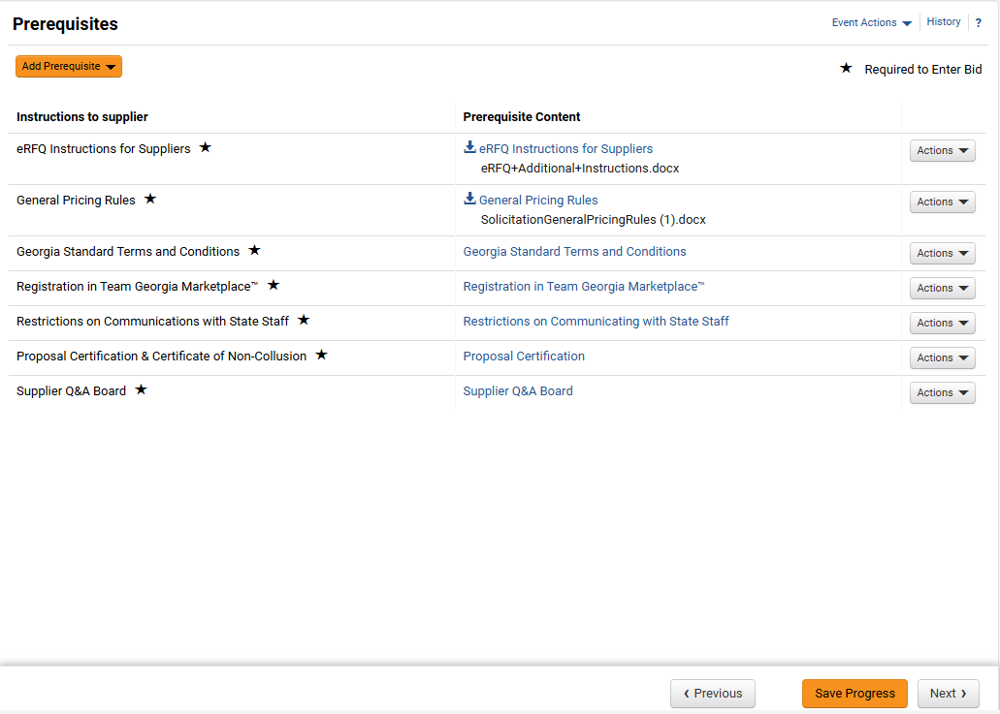 Prerequisites
Event Actions
History
?
Add Prerequisite
★ Required to Enter Bid
Instructions to supplier
Prerequisite Content
eRFQ Instructions for Suppliers ★
eRFQ Instructions for Suppliers
eRFQ+Additional+Instructions.docx
Actions
General Pricing Rules ★
General Pricing Rules
SolicitationGeneralPricingRules (1).docx
Actions
Georgia Standard Terms and Conditions ★
Georgia Standard Terms and Conditions
Actions
Registration in Team Georgia Marketplace™ ★
Registration in Team Georgia Marketplace™
Actions
Restrictions on Communications with State Staff ★
Restrictions on Communicating with State Staff
Actions
Proposal Certification & Certificate of Non-Collusion ★
Proposal Certification
Actions
Supplier Q&A Board ★
Supplier Q&A Board
Actions
‹ Previous
Save Progress
Next ›